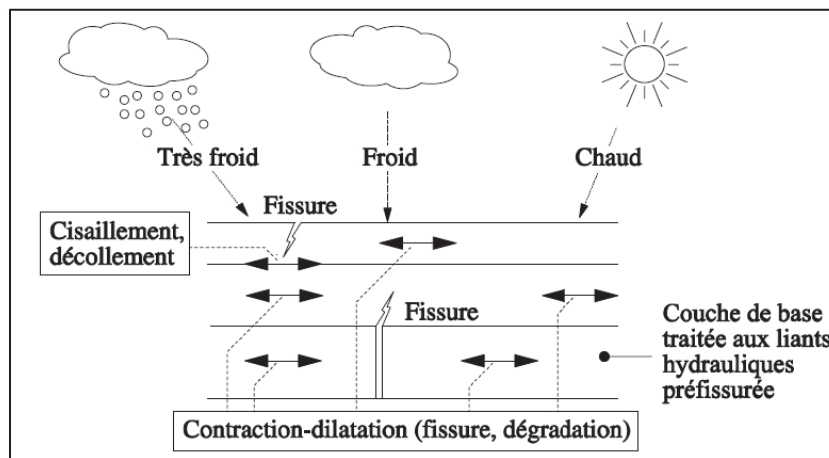 Très froid
Froid
Chaud
Fissure
Cisaillement,
décollement
Fissure
Couche de base
traitée aux liants
hydrauliques
préfissurée
Contraction-dilatation (fissure, dégradation)